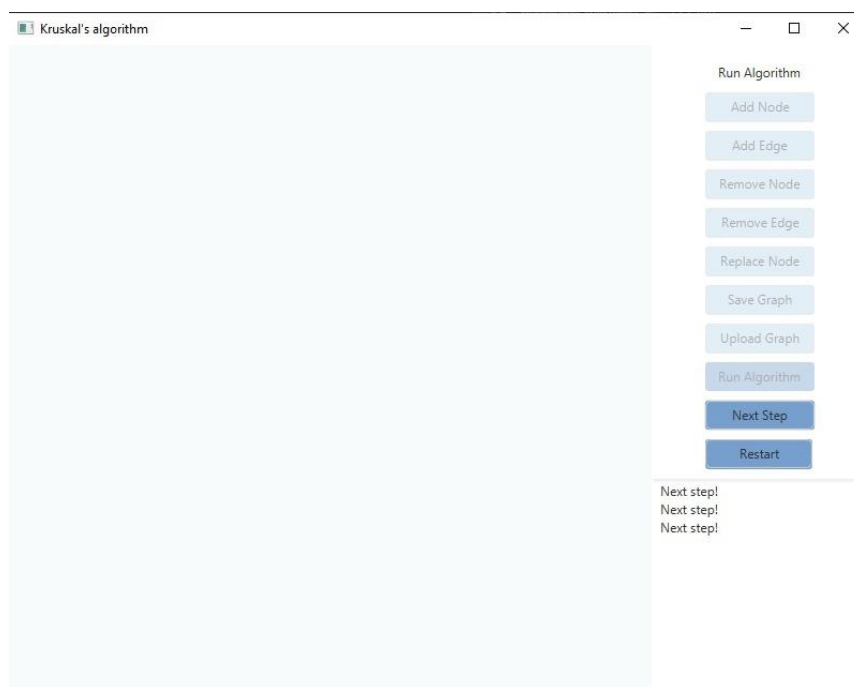 Kruskal's algorithm
Run Algorithm
Add Node
Add Edge
Remove Node
Remove Edge
Replace Node
Save Graph
Upload Graph
Run Algorithm
Next Step
Restart
Next step!
Next step!
Next step!